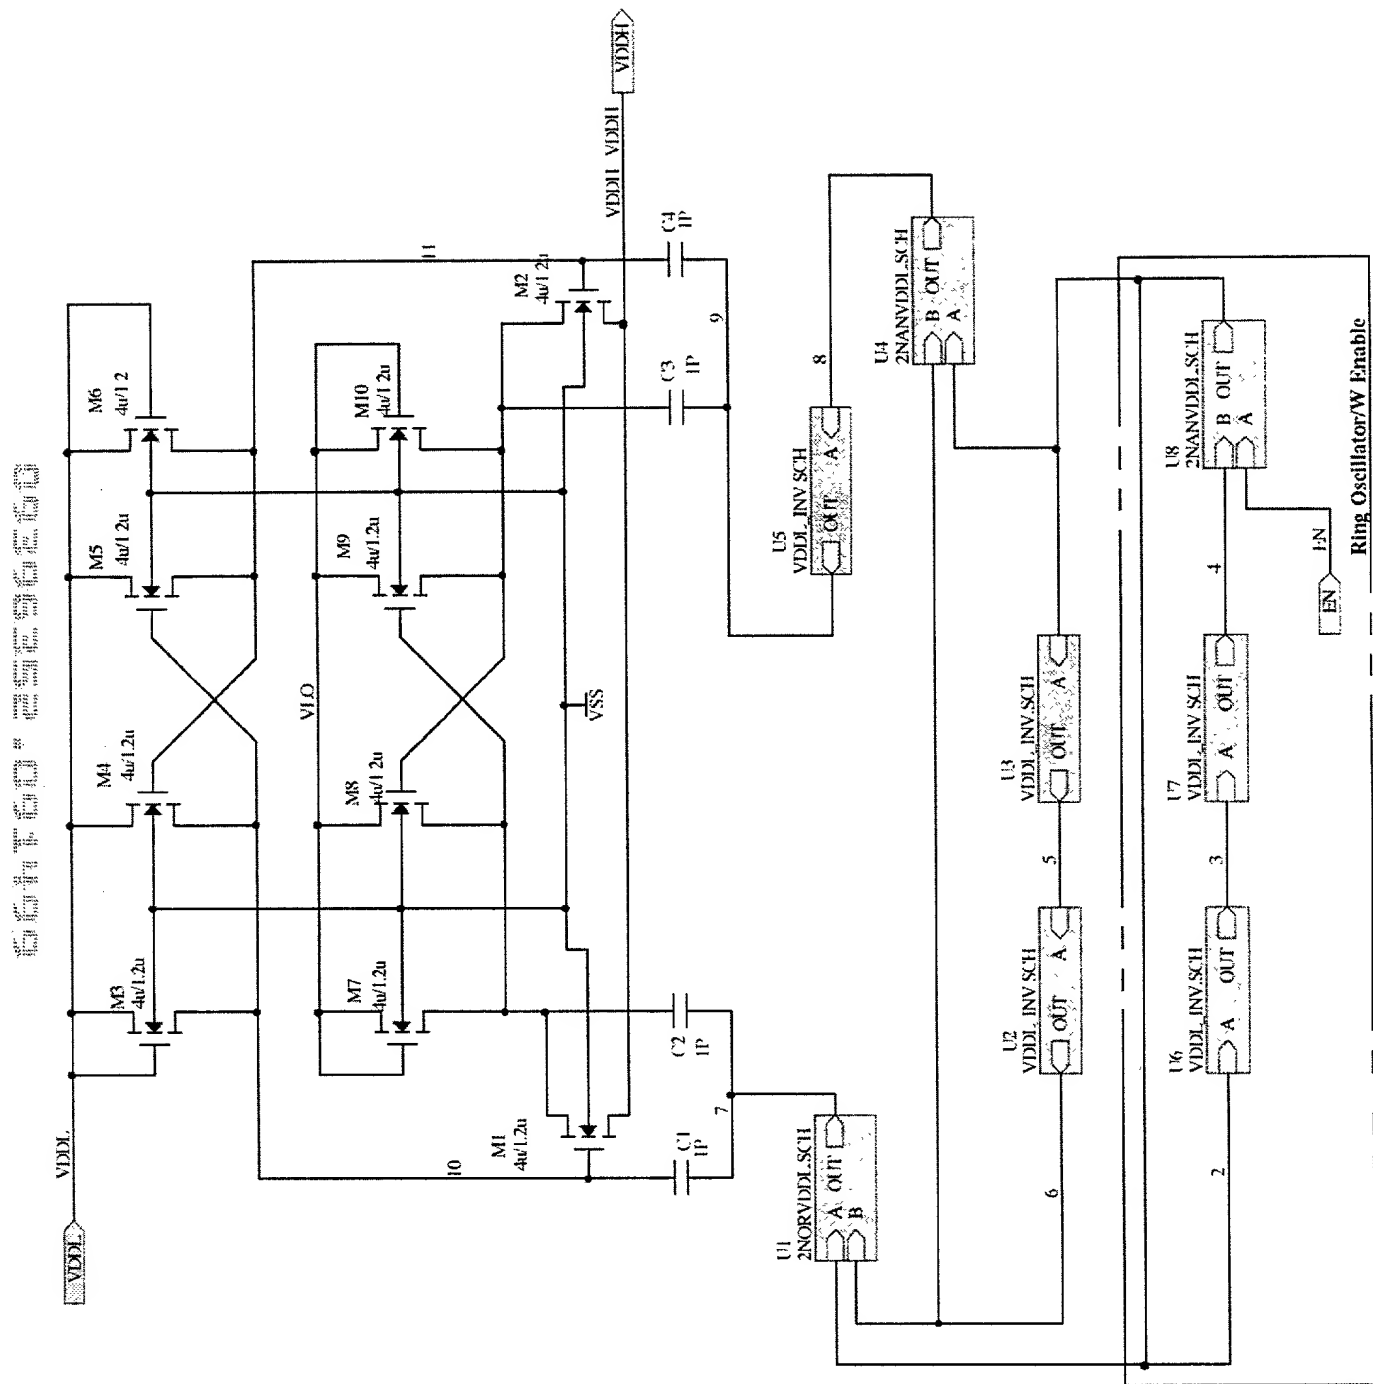 VDDL
VDDL
M3
4u/1.2u
M4
4u/1.2u
M5
4u/1 2u
M6
4u/1 2
VLO
M7
4u/1.2u
M8
4u/1 2u
M9
4u/1.2u
M10
4u/1 2u
VSS
10
11
M1
4u/1.2u
M2
4u/1 2u
VDDH VDDH
VDDH
C1
1P
C2
1P
C3
1P
C4
1P
7
9
U1
2NORVDDL.SCH
A OUT
B
U5
VDDL_INV.SCH
OUT A
8
U4
2NANVDDL.SCH
B OUT
A
U2
VDDL_INV.SCH
OUT A
5
U3
VDDL_INV.SCH
OUT A
6
U6
VDDL_INV.SCH
A OUT
3
U7
VDDL_INV.SCH
A OUT
4
U8
2NANVDDL.SCH
B OUT
A
2
EN
EN
Ring Oscillator/W Enable